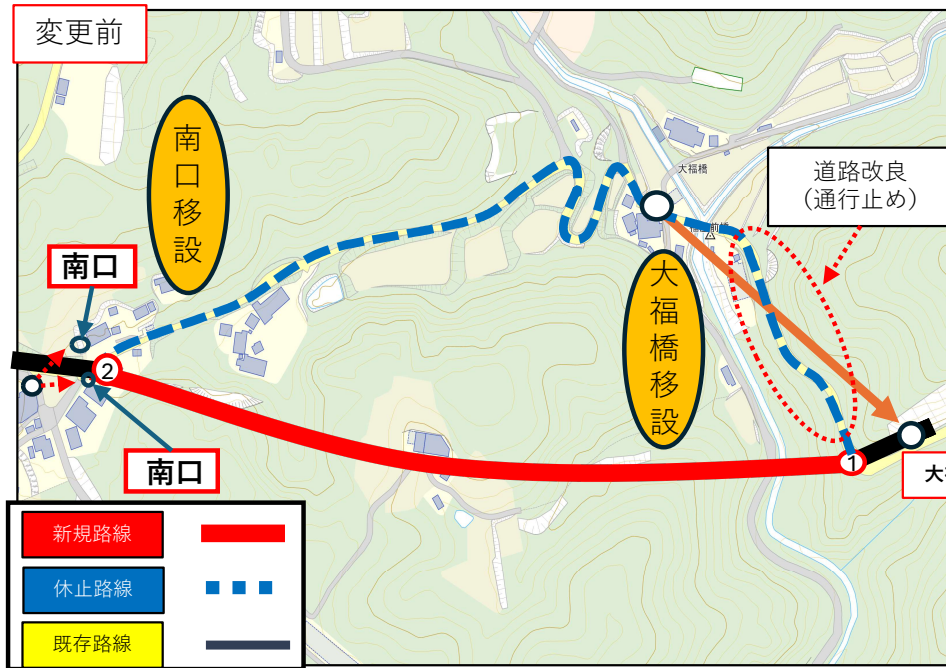 変更前
南口移設
大福橋
道路改良
(通行止め)
南口
大福橋移設
2
南口
1
新規路線
休止路線
既存路線